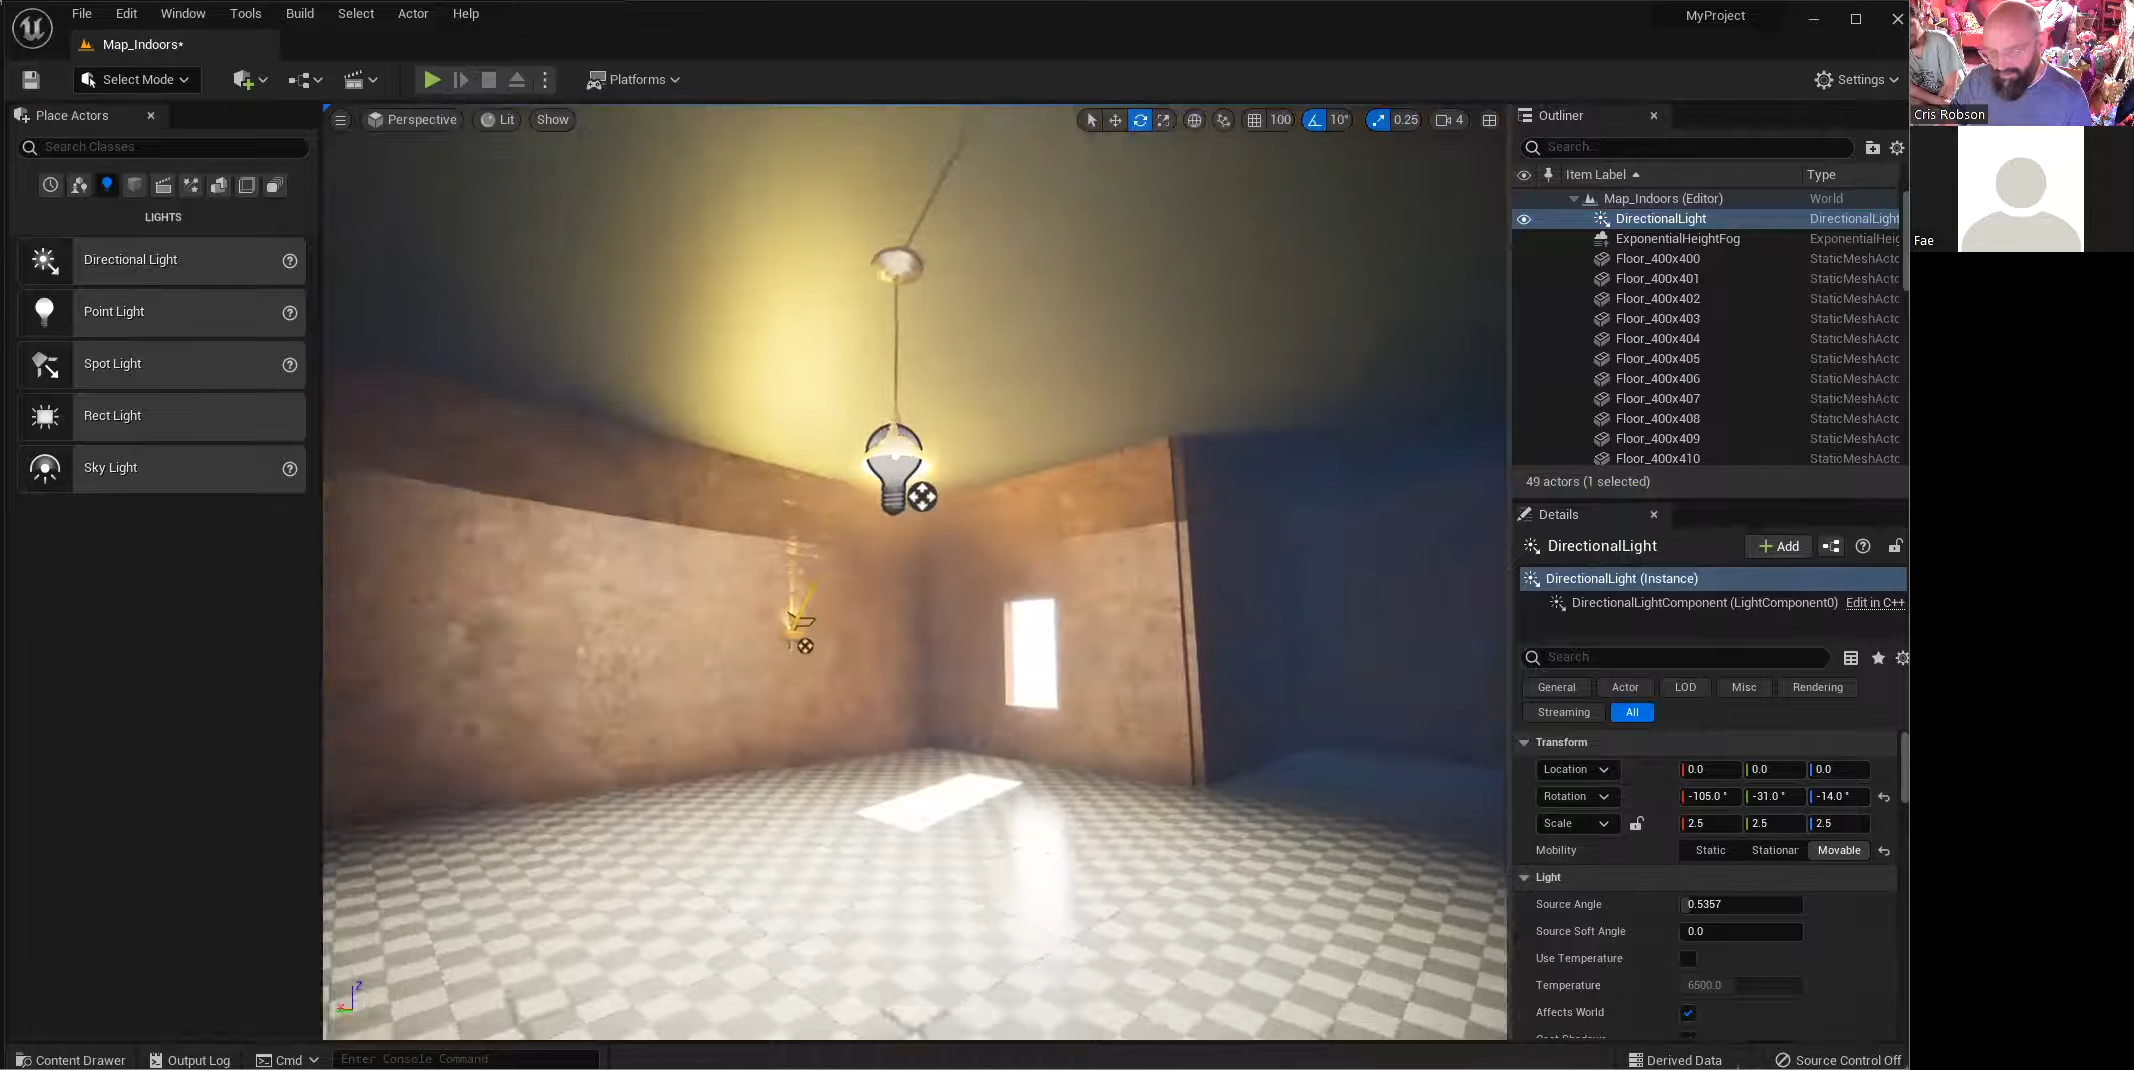 File Edit Window Tools Build Select Actor Help
MyProject
Map_Indoors*
Select Mode
Platforms
Settings
Place Actors
Search Classes
LIGHTS
Directional Light
Point Light
Spot Light
Rect Light
Sky Light
Perspective Lit Show
100 10° 0.25 4
Z
Outliner
Search...
Item Label Type
Map_Indoors (Editor) World
DirectionalLight DirectionalLight
ExponentialHeightFog ExponentialHeig
Floor_400x400 StaticMeshActo
Floor_400x401 StaticMeshActo
Floor_400x402 StaticMeshActo
Floor_400x403 StaticMeshActo
Floor_400x404 StaticMeshActo
Floor_400x405 StaticMeshActo
Floor_400x406 StaticMeshActo
Floor_400x407 StaticMeshActo
Floor_400x408 StaticMeshActo
Floor_400x409 StaticMeshActo
Floor_400x410 StaticMeshActo
49 actors (1 selected)
Details
DirectionalLight
Add
DirectionalLight (Instance)
DirectionalLightComponent (LightComponent0) Edit in C++
Search
General Actor LOD Misc Rendering
Streaming All
Transform
Location 0.0 0.0 0.0
Rotation -105.0 ° -31.0 ° -14.0 °
Scale 2.5 2.5 2.5
Mobility Static Stationar Movable
Light
Source Angle 0.5357
Source Soft Angle 0.0
Use Temperature
Temperature 6500.0
Affects World
Content Drawer Output Log Cmd Enter Console Command
Derived Data Source Control Off
Cris Robson
Fae